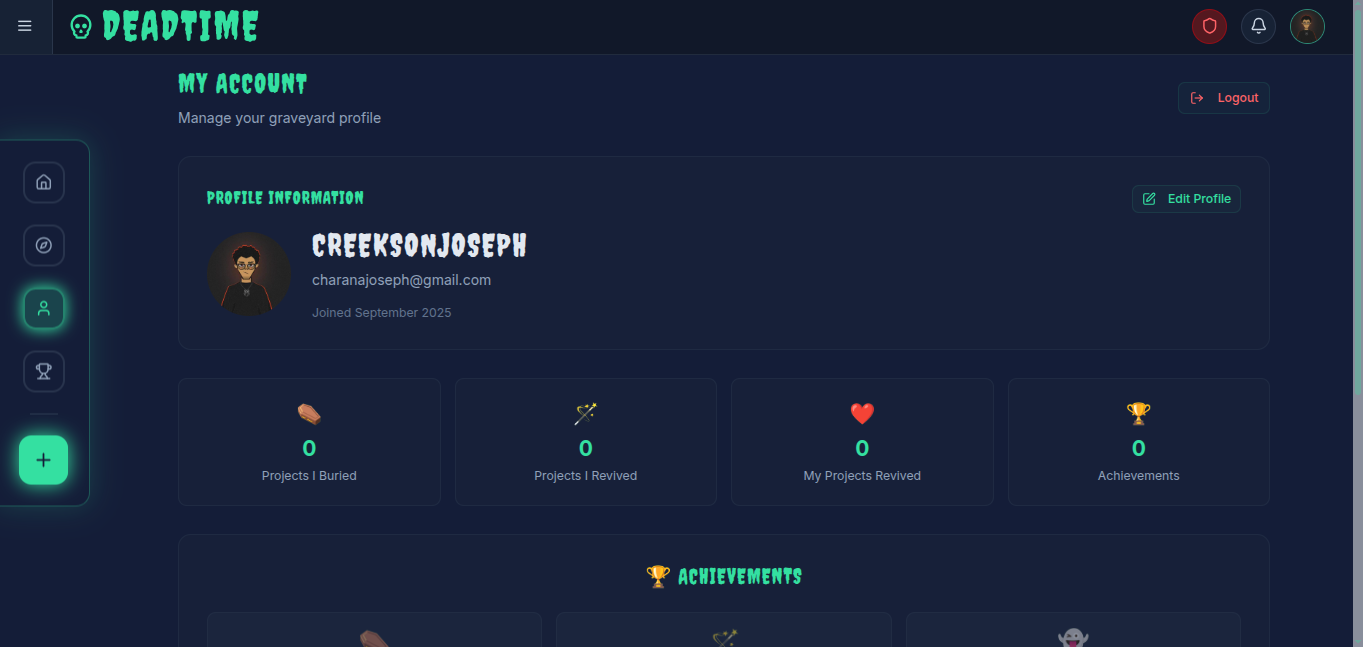 DEADTIME
MY ACCOUNT
Manage your graveyard profile
Logout
PROFILE INFORMATION
Edit Profile
CREEKSONJOSEPH
charanajoseph@gmail.com
Joined September 2025
0
Projects I Buried
0
Projects I Revived
0
My Projects Revived
0
Achievements
ACHIEVEMENTS